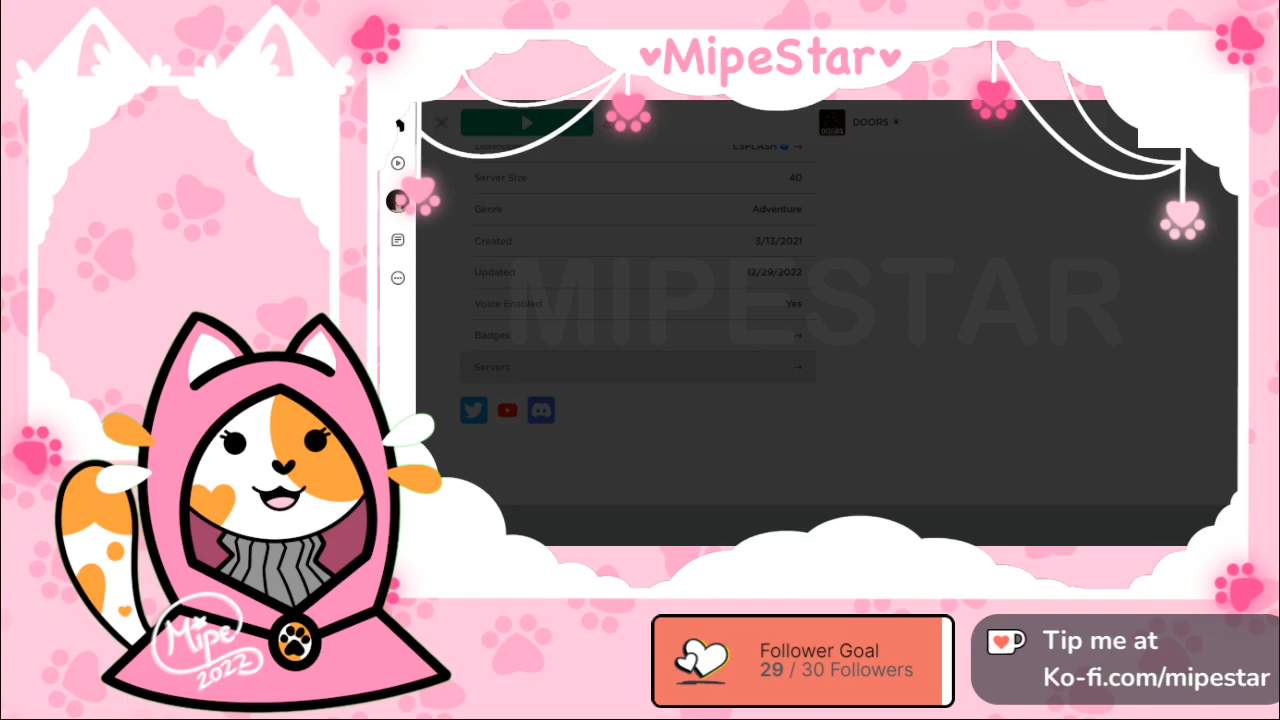 MipeStar
DOORS
LSPLASH
Server Size 40
Genre Adventure
Created 3/13/2021
Updated 12/29/2022
MIPESTAR
Voice Enabled Yes
Badges
Servers
Mipe
2022
Follower Goal
29 / 30 Followers
Tip me at
Ko-fi.com/mipestar